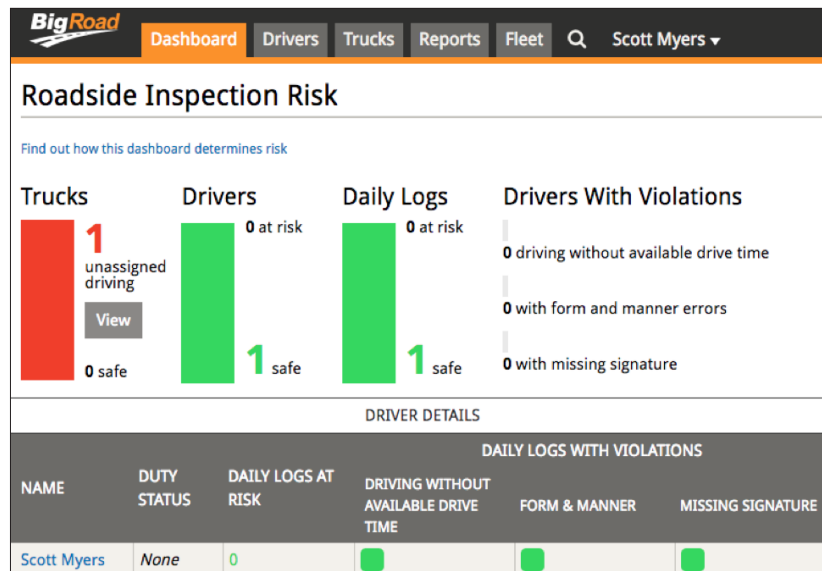 BigRoad
Dashboard Drivers Trucks Reports Fleet Scott Myers
Roadside Inspection Risk
Find out how this dashboard determines risk
Trucks
1
unassigned
driving
View
0 safe
Drivers
0 at risk
1 safe
Daily Logs
0 at risk
1 safe
Drivers With Violations
0 driving without available drive time
0 with form and manner errors
0 with missing signature
DRIVER DETAILS
DAILY LOGS WITH VIOLATIONS
NAME
DUTY
STATUS
DAILY LOGS AT
RISK
DRIVING WITHOUT
AVAILABLE DRIVE
TIME
FORM & MANNER
MISSING SIGNATURE
Scott Myers None 0